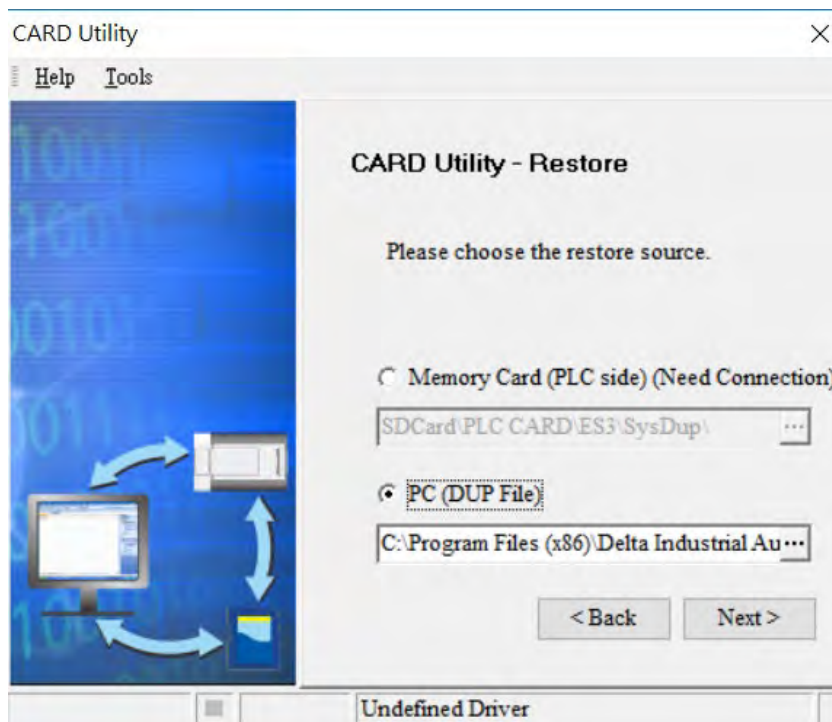 CARD Utility
Help Tools
CARD Utility - Restore
Please choose the restore source.
Memory Card (PLC side) (Need Connection)
SDCard\PLC CARD\ES3\SysDup\
...
PC (DUP File)
C:\Program Files (x86)\Delta Industrial Au
...
< Back Next >
Undefined Driver